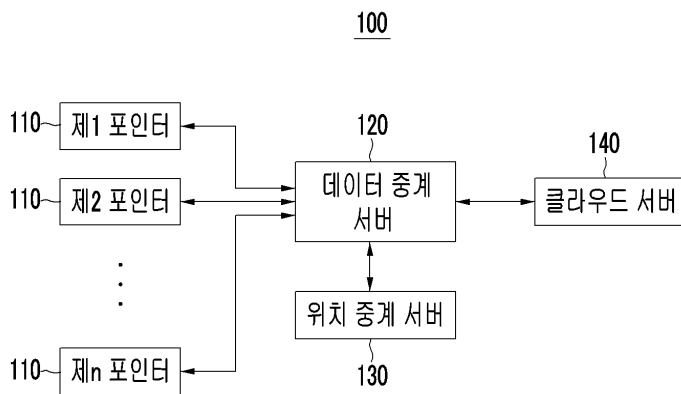 100
110 제1 포인터
110 제2 포인터
110 제n 포인터
120
데이터 중계
서버
140
클라우드 서버
위치 중계 서버
130